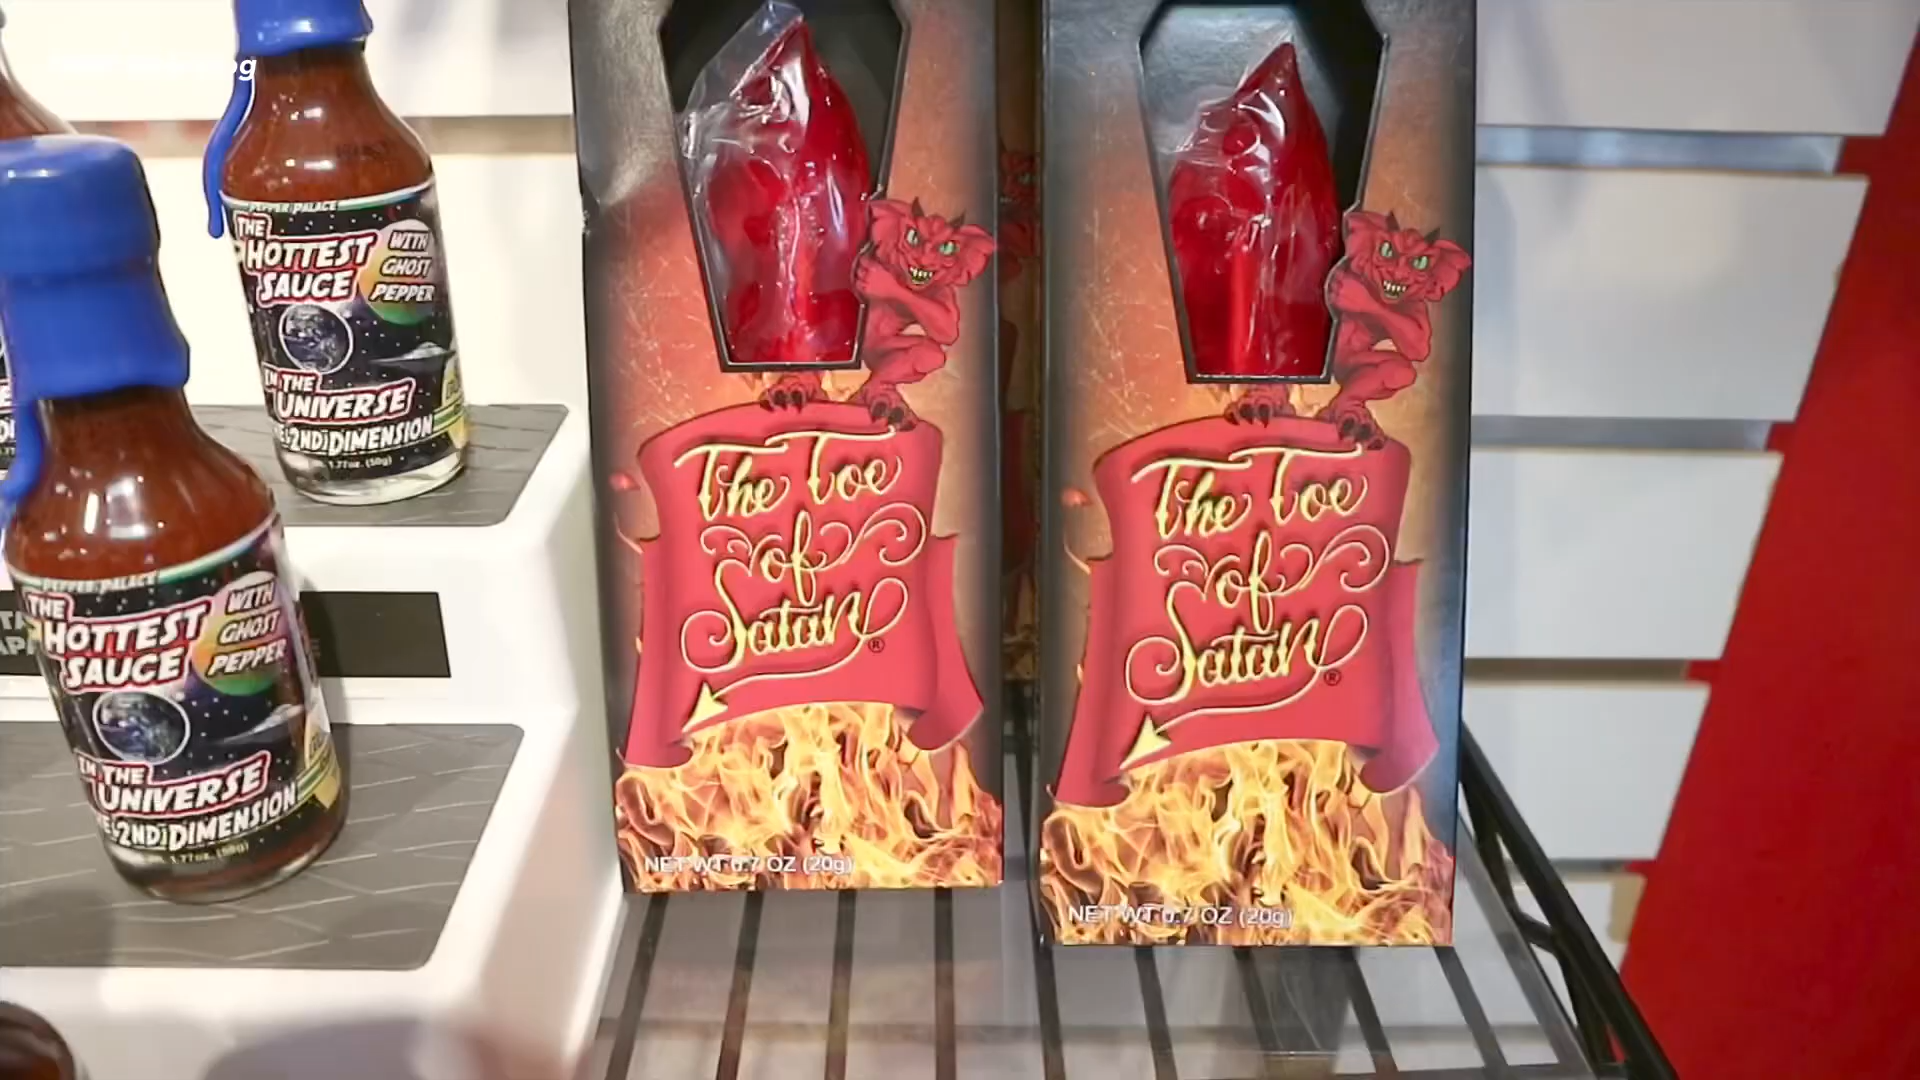 PEPPER PALACE
THE
HOTTEST
SAUCE
WITH
GHOST
PEPPER
IN THE
UNIVERSE
(2ND) DIMENSION
1.77oz. (50g)
PEPPER PALACE
THE
HOTTEST
SAUCE
WITH
GHOST
PEPPER
IN THE
UNIVERSE
(2ND) DIMENSION
1.77oz. (50g)
The Toe
of
Satan®
NET WT 0.7 OZ (20g)
The Toe
of
Satan®
NET WT 0.7 OZ (20g)